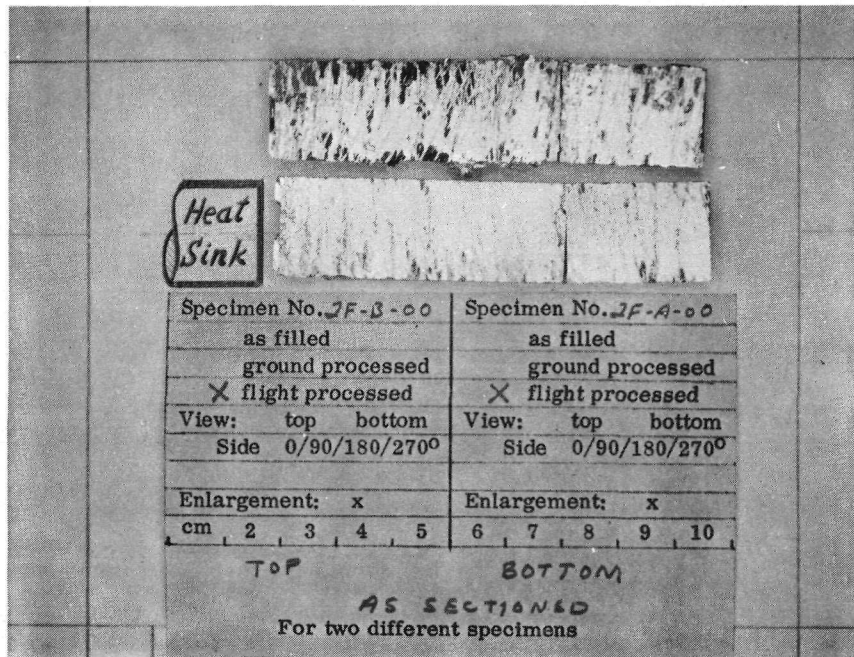 Heat
Sink
Specimen No. 2F-B-00 Specimen No. 2F-A-00
as filled as filled
ground processed ground processed
X flight processed X flight processed
View: top bottom View: top bottom
Side 0/90/180/270⁰ Side 0/90/180/270⁰
Enlargement: x Enlargement: x
cm 2 3 4 5 6 7 8 9 10
TOP BOTTOM
AS SECTIONED
For two different specimens